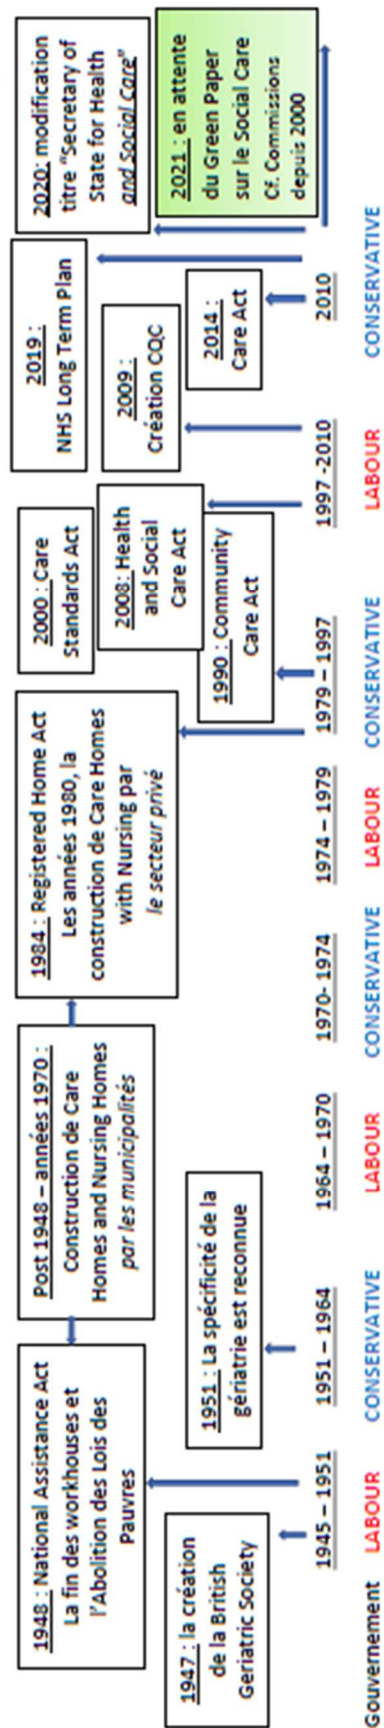 1948 : National Assistance Act
La fin des workhouses et
l'Abolition des Lois des
Pauvres
Post 1948 – années 1970 :
Construction de Care
Homes and Nursing Homes
par les municipalités
1984 : Registered Home Act
Les années 1980, la
construction de Care Homes
with Nursing par
le secteur privé
2000 : Care
Standards Act
2019 :
NHS Long Term Plan
2020: modification
titre “Secretary of
State for Health
and Social Care”
2008: Health
and Social
Care Act
2009 :
Création CQC
1947 : la création
de la British
Geriatric Society
1951 : La spécificité de la
gériatrie est reconnue
1990 : Community
Care Act
2014 :
Care Act
2021 : en attente
du Green Paper
sur le Social Care
Cf. Commissions
depuis 2000
1945 – 1951
1951 – 1964
1964 – 1970
1970- 1974
1974 – 1979
1979 – 1997
1997 -2010
2010
Gouvernement LABOUR CONSERVATIVE LABOUR CONSERVATIVE LABOUR CONSERVATIVE LABOUR CONSERVATIVE